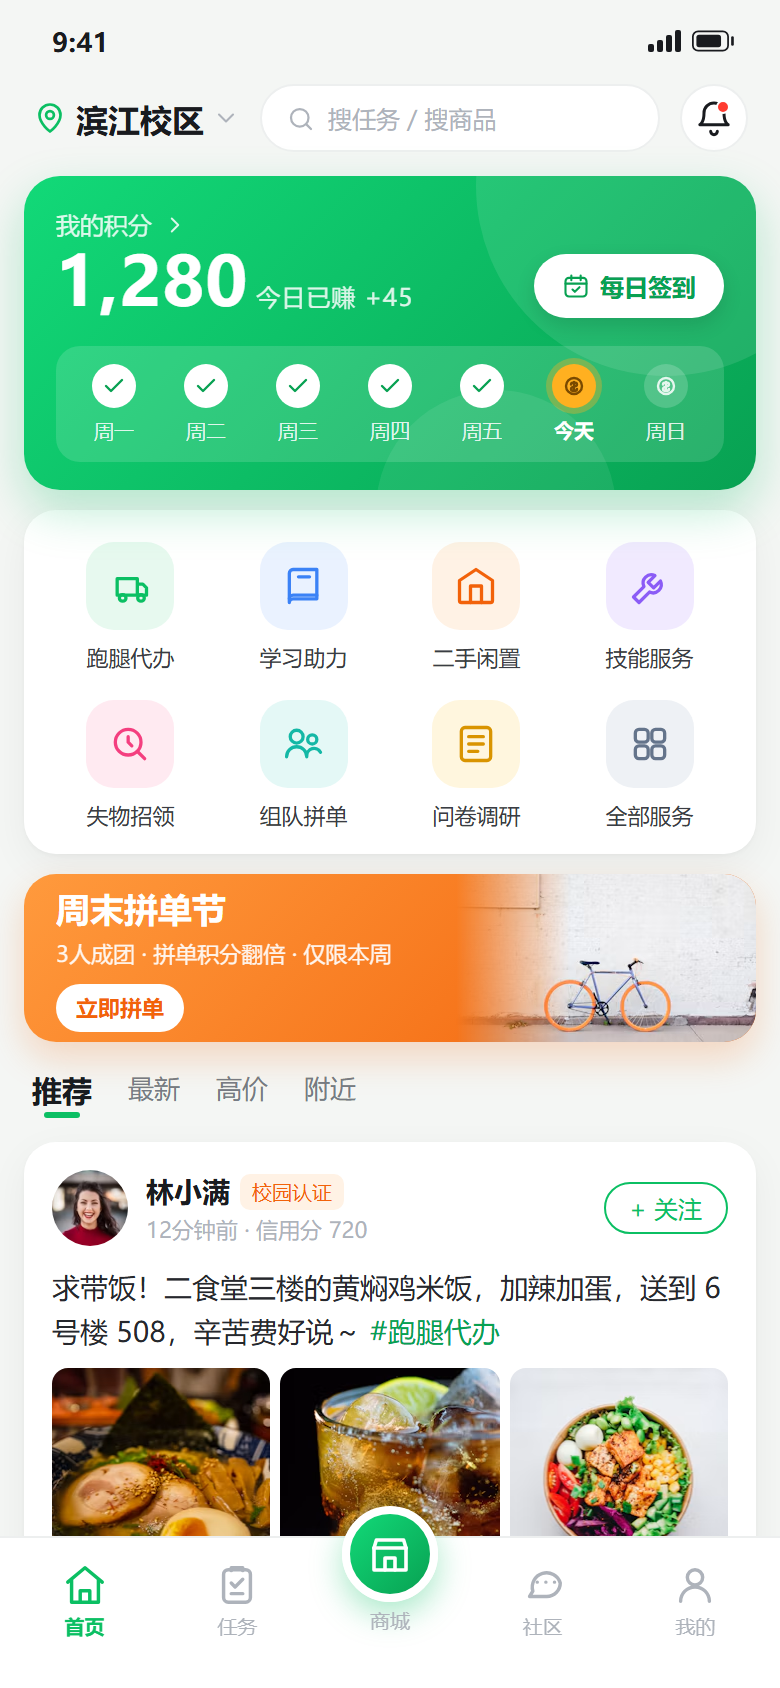 9:41
滨江校区
搜任务 / 搜商品
我的积分
1,280 今日已赚 +45
每日签到
周一 周二 周三 周四 周五 今天 周日
跑腿代办 学习助力 二手闲置 技能服务
失物招领 组队拼单 问卷调研 全部服务
周末拼单节
3人成团 · 拼单积分翻倍 · 仅限本周
立即拼单
推荐 最新 高价 附近
林小满 校园认证
12分钟前 · 信用分 720
+ 关注
求带饭！二食堂三楼的黄焖鸡米饭，加辣加蛋，送到 6
号楼 508，辛苦费好说～ #跑腿代办
首页 任务 商城 社区 我的